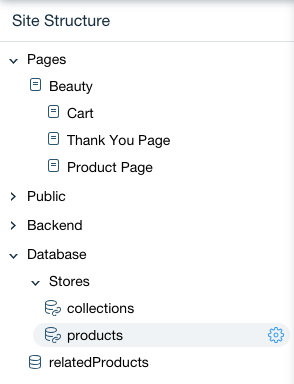 Site Structure
Pages
Beauty
Cart
Thank You Page
Product Page
Public
Backend
Database
Stores
collections
products
relatedProducts